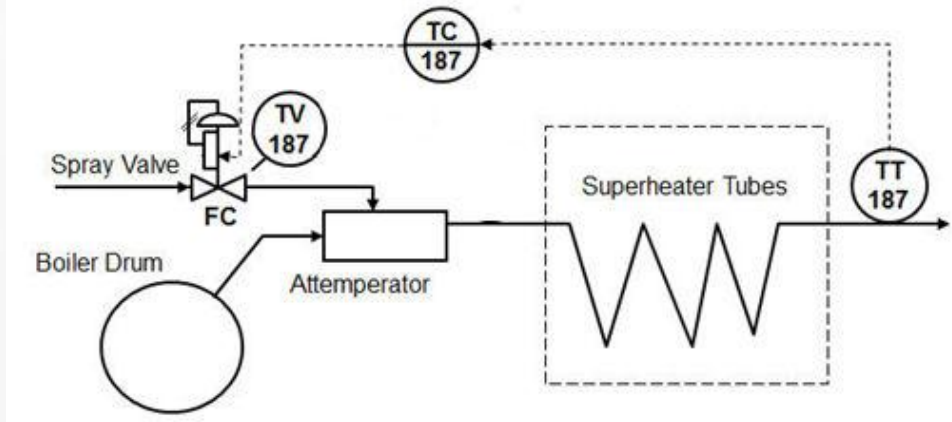 TC
187
TV
187
Spray Valve
FC
Superheater Tubes
TT
187
Boiler Drum
Attemperator